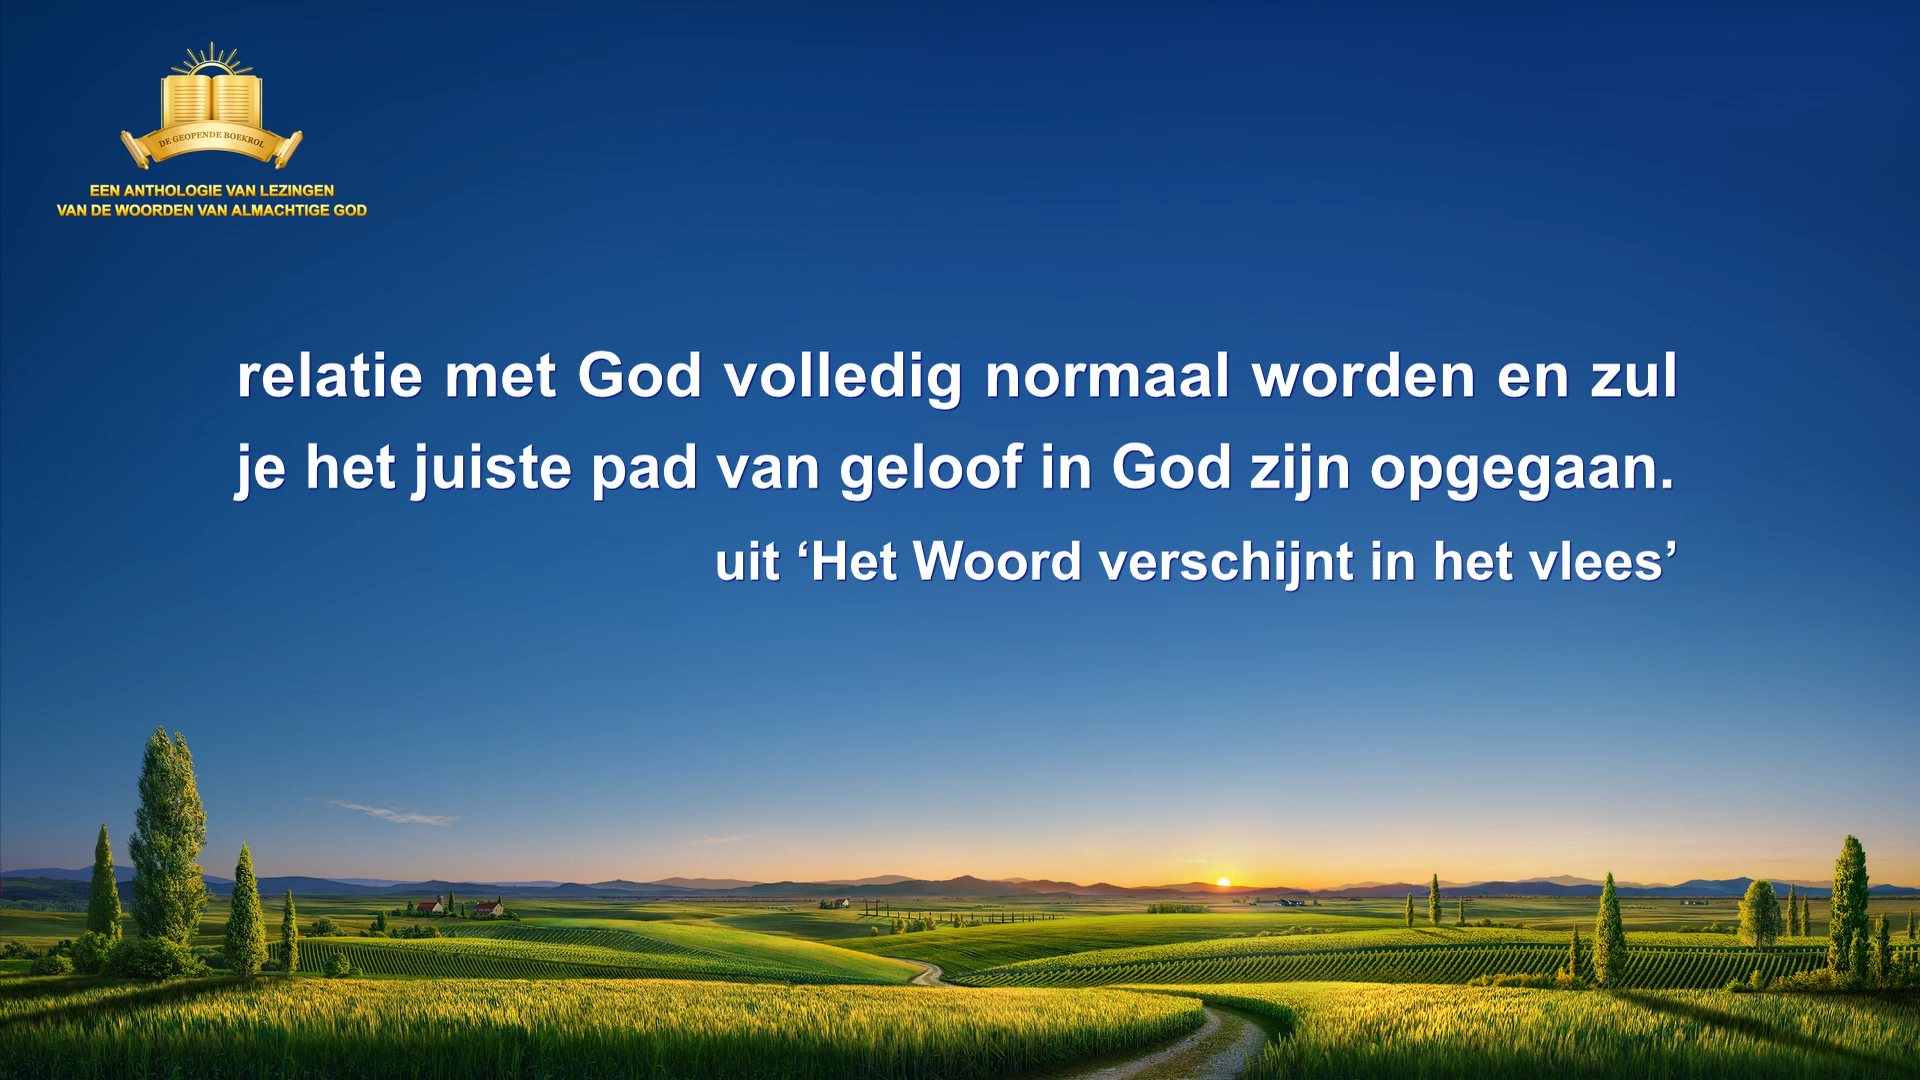 DE GEOPENDE BOEKROL
EEN ANTHOLOGIE VAN LEZINGEN
VAN DE WOORDEN VAN ALMACHTIGE GOD
relatie met God volledig normaal worden en zul
je het juiste pad van geloof in God zijn opgegaan.
uit ‘Het Woord verschijnt in het vlees’